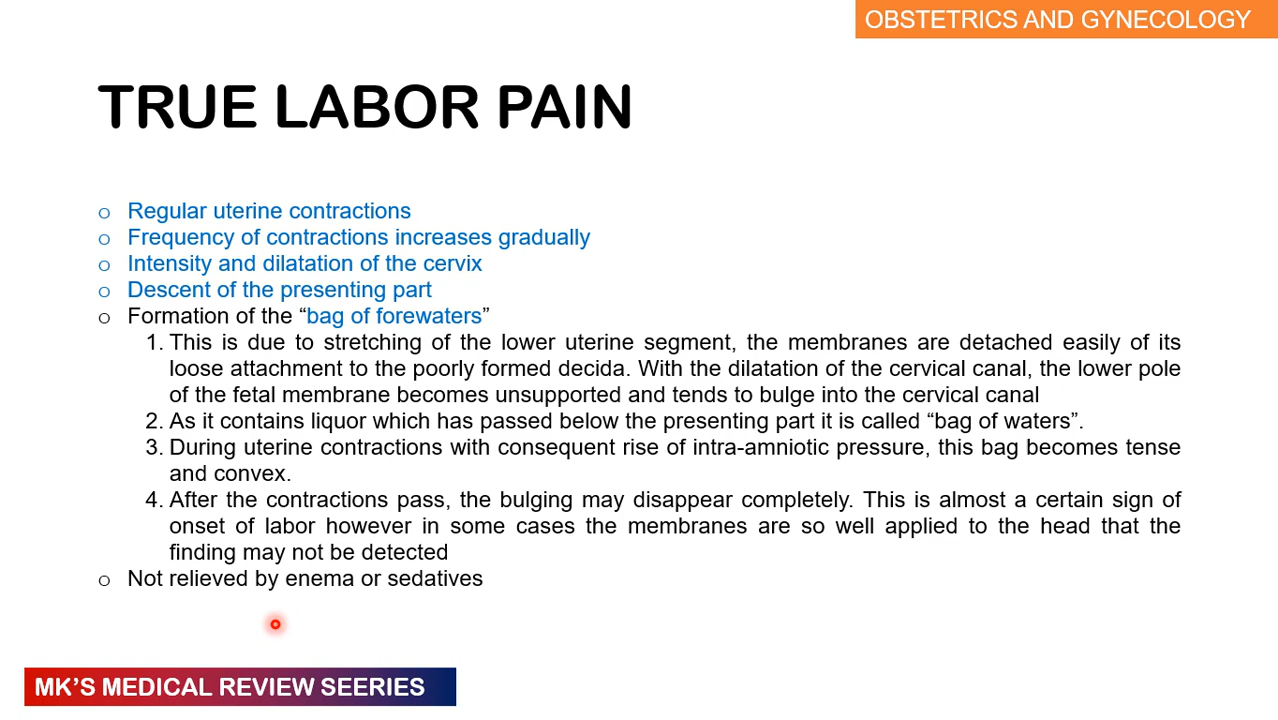 OBSTETRICS AND GYNECOLOGY
TRUE LABOR PAIN
o Regular uterine contractions
o Frequency of contractions increases gradually
o Intensity and dilatation of the cervix
o Descent of the presenting part
o Formation of the “bag of forewaters”
1. This is due to stretching of the lower uterine segment, the membranes are detached easily of its
loose attachment to the poorly formed decida. With the dilatation of the cervical canal, the lower pole
of the fetal membrane becomes unsupported and tends to bulge into the cervical canal
2. As it contains liquor which has passed below the presenting part it is called “bag of waters”.
3. During uterine contractions with consequent rise of intra-amniotic pressure, this bag becomes tense
and convex.
4. After the contractions pass, the bulging may disappear completely. This is almost a certain sign of
onset of labor however in some cases the membranes are so well applied to the head that the
finding may not be detected
o Not relieved by enema or sedatives
MK’S MEDICAL REVIEW SEERIES